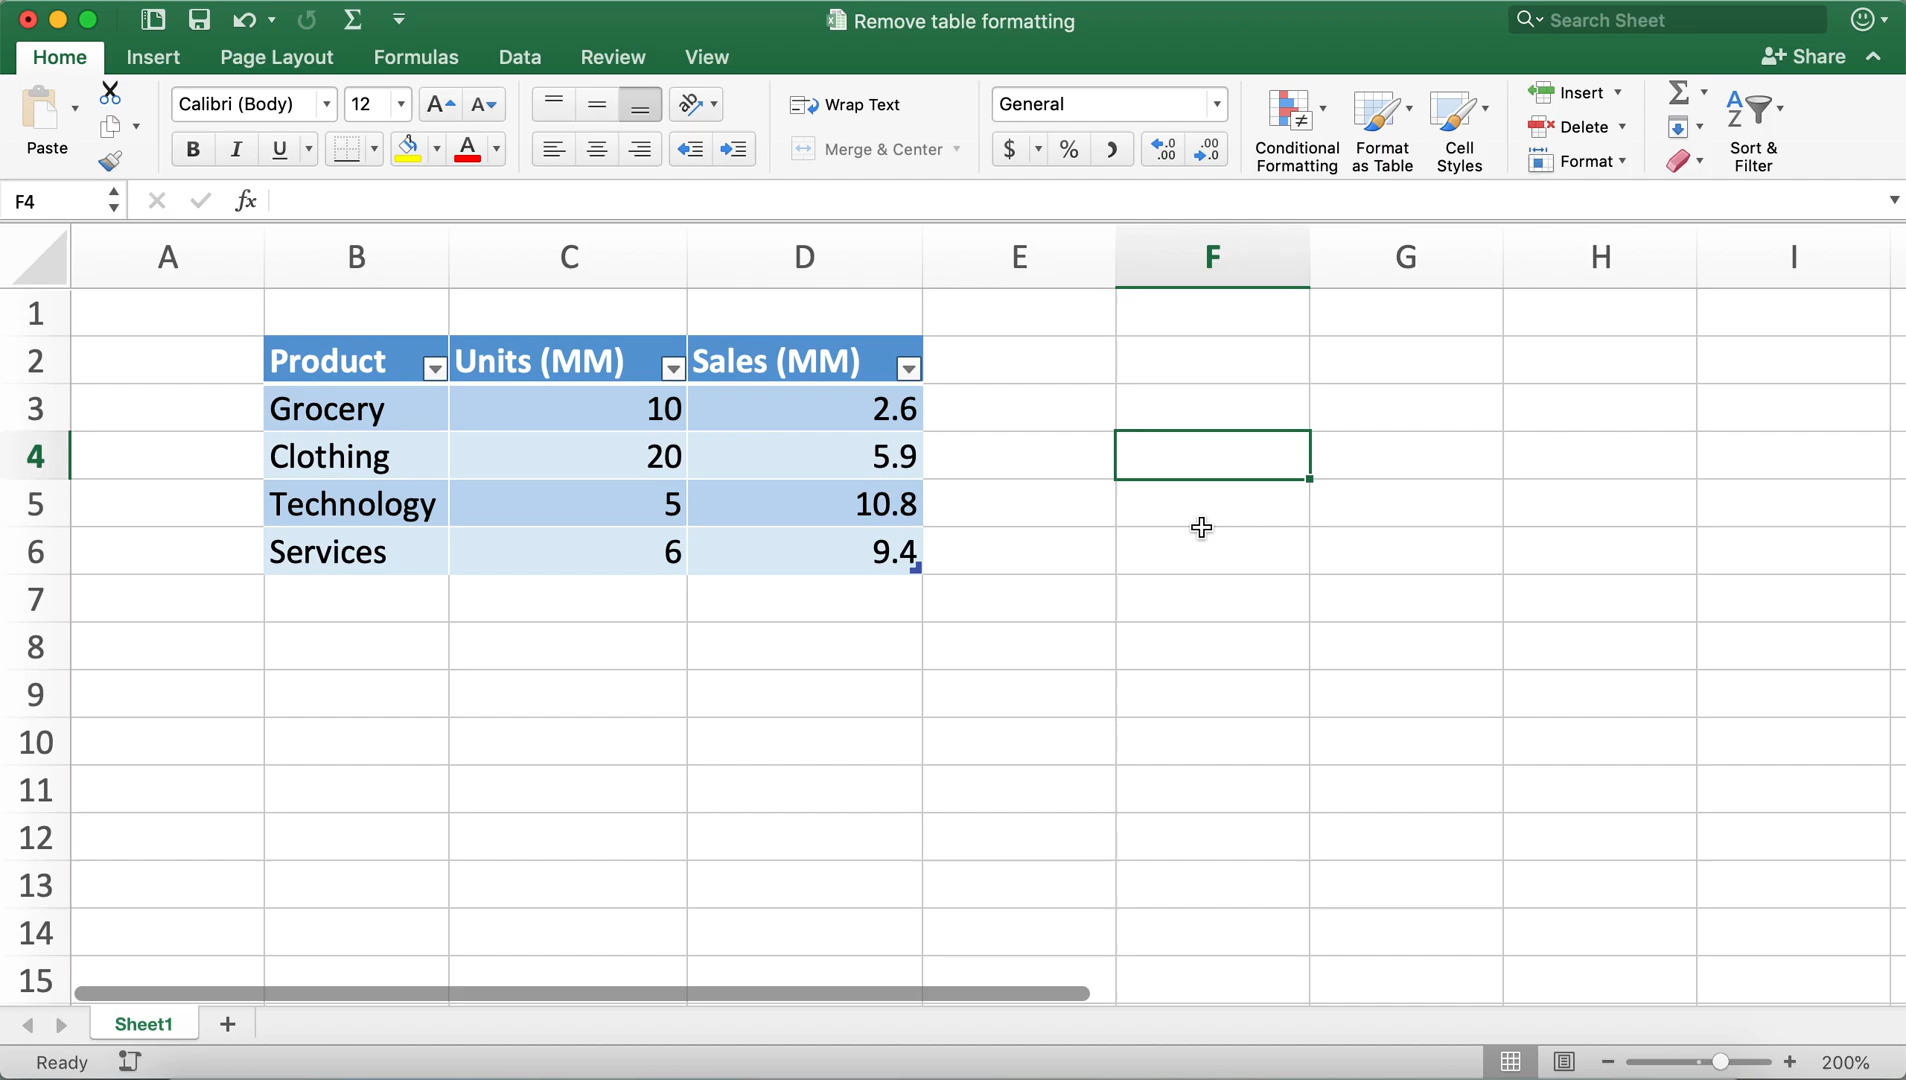 Remove table formatting
Search Sheet
Home Insert Page Layout Formulas Data Review View
Share
Paste
Calibri (Body) 12
B I U A
Wrap Text
Merge & Center
General
$ %
Conditional Formatting
Format as Table
Cell Styles
Insert
Delete
Format
Sort & Filter
F4 fx
A B C D E F G H I
1
2 Product Units (MM) Sales (MM)
3 Grocery 10 2.6
4 Clothing 20 5.9
5 Technology 5 10.8
6 Services 6 9.4
7
8
9
10
11
12
13
14
15
Sheet1
Ready
200%